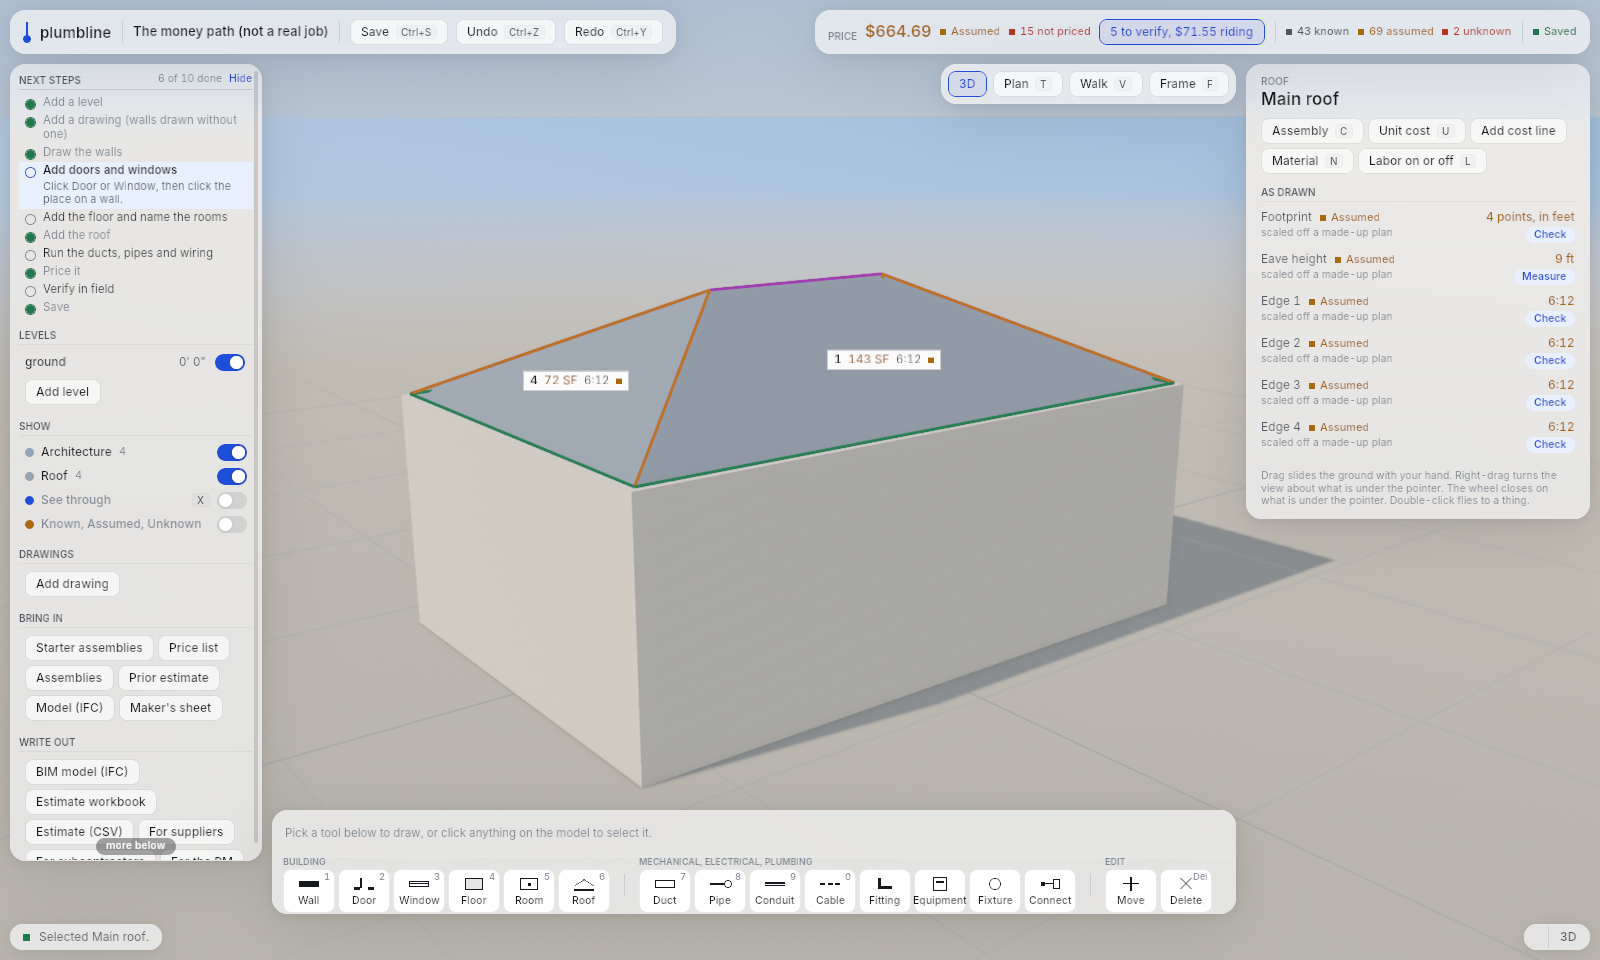 plumbline
The money path (not a real job)
Save Ctrl+S
Undo Ctrl+Z
Redo Ctrl+Y
PRICE $664.69 Assumed 15 not priced
5 to verify, $71.55 riding
43 known 69 assumed 2 unknown
Saved
NEXT STEPS 6 of 10 done Hide
Add a level
Add a drawing (walls drawn without
one)
Draw the walls
Add doors and windows
Click Door or Window, then click the
place on a wall.
Add the floor and name the rooms
Add the roof
Run the ducts, pipes and wiring
Price it
Verify in field
Save
LEVELS
ground 0' 0"
Add level
SHOW
Architecture 4
Roof 4
See through X
Known, Assumed, Unknown
DRAWINGS
Add drawing
BRING IN
Starter assemblies Price list
Assemblies Prior estimate
Model (IFC) Maker's sheet
WRITE OUT
BIM model (IFC)
Estimate workbook
Estimate (CSV) For suppliers
more below
For subcontractors For the PM
3D Plan T Walk V Frame F
4 72 SF 6:12
1 143 SF 6:12
ROOF
Main roof
Assembly C Unit cost U Add cost line
Material N Labor on or off L
AS DRAWN
Footprint Assumed 4 points, in feet
scaled off a made-up plan Check
Eave height Assumed 9 ft
scaled off a made-up plan Measure
Edge 1 Assumed 6:12
scaled off a made-up plan Check
Edge 2 Assumed 6:12
scaled off a made-up plan Check
Edge 3 Assumed 6:12
scaled off a made-up plan Check
Edge 4 Assumed 6:12
scaled off a made-up plan Check
Drag slides the ground with your hand. Right-drag turns the
view about what is under the pointer. The wheel closes on
what is under the pointer. Double-click flies to a thing.
Pick a tool below to draw, or click anything on the model to select it.
BUILDING
1 2 3 4 5 6
Wall Door Window Floor Room Roof
MECHANICAL, ELECTRICAL, PLUMBING
7 8 9 0
Duct Pipe Conduit Cable Fitting Equipment Fixture Connect
EDIT
Del
Move Delete
Selected Main roof.
3D